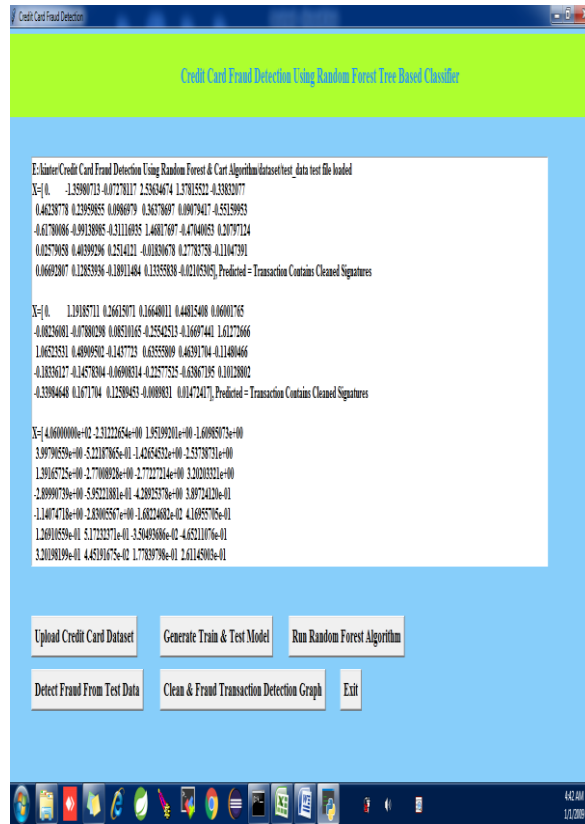 Credit Card Fraud Detection
Credit Card Fraud Detection Using Random Forest Tree Based Classifier
E:/kinter/Credit Card Fraud Detection Using Random Forest & Cart Algorithm/dataset/test_data test file loaded
X=[ 0. -1.35980713 -0.07278117 2.53634674 1.37815522 -0.33832077
0.46238778 0.23959855 0.0986979 0.36378697 0.09079417 -0.55159953
-0.61780086 -0.99138985 -0.31116935 1.46817697 -0.47040053 0.20797124
0.02579058 0.40399296 0.2514121 -0.01830678 0.27783758 -0.11047391
0.06692807 0.12853936 -0.18911484 0.13355838 -0.02105305], Predicted = Transaction Contains Cleaned Signatures
X=[ 0. 1.19185711 0.26615071 0.16648011 0.44815408 0.06001765
-0.08236081 -0.07880298 0.08510165 -0.25542513 -0.16697441 1.61272666
1.06523531 0.48909502 -0.1437723 0.63555809 0.46391704 -0.11480466
-0.18336127 -0.14578304 -0.06908314 -0.22577525 -0.63867195 0.10128802
-0.33984648 0.1671704 0.12589453 -0.0089831 0.01472417], Predicted = Transaction Contains Cleaned Signatures
X=[ 4.06000000e+02 -2.31222654e+00 1.95199201e+00 -1.60985073e+00
3.99790559e+00 -5.22187865e-01 -1.42654532e+00 -2.53738731e+00
1.39165725e+00 -2.77008928e+00 -2.77227214e+00 3.20203321e+00
-2.89990739e+00 -5.95221881e-01 -4.28925378e+00 3.89724120e-01
-1.14074718e+00 -2.83005567e+00 -1.68224682e-02 4.16955705e-01
1.26910559e-01 5.17232371e-01 -3.50493686e-02 -4.65211076e-01
3.20198199e-01 4.45191675e-02 1.77839798e-01 2.61145003e-01
Upload Credit Card Dataset Generate Train & Test Model Run Random Forest Algorithm
Detect Fraud From Test Data Clean & Fraud Transaction Detection Graph Exit
4:42 AM
1/1/2009